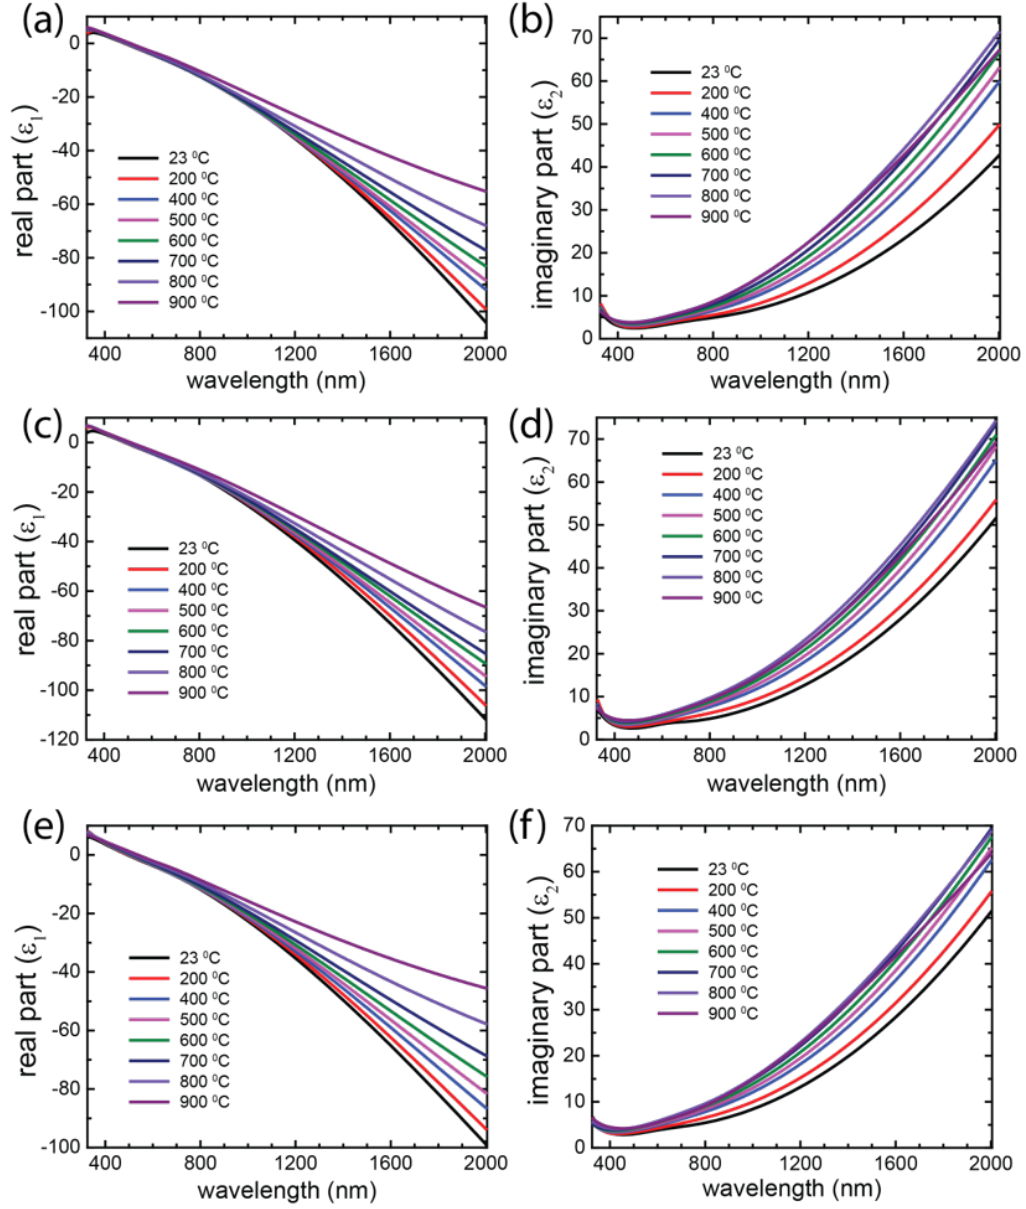 (a)
0
-20
-40
-60
-80
-100
real part (ε₁)
23 ⁰C
200 ⁰C
400 ⁰C
500 ⁰C
600 ⁰C
700 ⁰C
800 ⁰C
900 ⁰C
400 800 1200 1600 2000
wavelength (nm)
(b)
70
60
50
40
30
20
10
0
imaginary part (ε₂)
23 ⁰C
200 ⁰C
400 ⁰C
500 ⁰C
600 ⁰C
700 ⁰C
800 ⁰C
900 ⁰C
400 800 1200 1600 2000
wavelength (nm)
(c)
0
-20
-40
-60
-80
-100
-120
real part (ε₁)
23 ⁰C
200 ⁰C
400 ⁰C
500 ⁰C
600 ⁰C
700 ⁰C
800 ⁰C
900 ⁰C
400 800 1200 1600 2000
wavelength (nm)
(d)
70
60
50
40
30
20
10
0
imaginary part (ε₂)
23 ⁰C
200 ⁰C
400 ⁰C
500 ⁰C
600 ⁰C
700 ⁰C
800 ⁰C
900 ⁰C
400 800 1200 1600 2000
wavelength (nm)
(e)
0
-20
-40
-60
-80
-100
real part (ε₁)
23 ⁰C
200 ⁰C
400 ⁰C
500 ⁰C
600 ⁰C
700 ⁰C
800 ⁰C
900 ⁰C
400 800 1200 1600 2000
wavelength (nm)
(f)
70
60
50
40
30
20
10
0
imaginary part (ε₂)
23 ⁰C
200 ⁰C
400 ⁰C
500 ⁰C
600 ⁰C
700 ⁰C
800 ⁰C
900 ⁰C
400 800 1200 1600 2000
wavelength (nm)